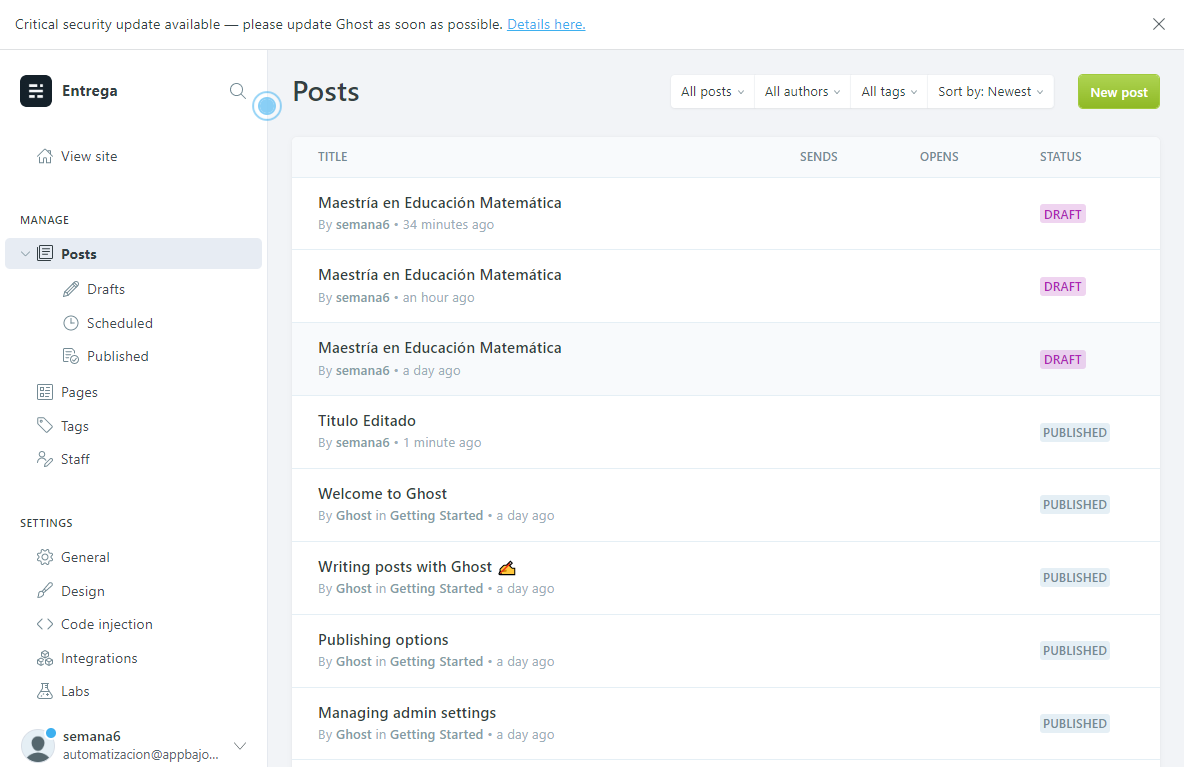 Critical security update available — please update Ghost as soon as possible. Details here.
Entrega
View site
MANAGE
Posts
Drafts
Scheduled
Published
Pages
Tags
Staff
SETTINGS
General
Design
Code injection
Integrations
Labs
semana6
automatizacion@appbajo...
Posts
All posts
All authors
All tags
Sort by: Newest
New post
TITLE SENDS OPENS STATUS
Maestría en Educación Matemática
By semana6 • 34 minutes ago
DRAFT
Maestría en Educación Matemática
By semana6 • an hour ago
DRAFT
Maestría en Educación Matemática
By semana6 • a day ago
DRAFT
Titulo Editado
By semana6 • 1 minute ago
PUBLISHED
Welcome to Ghost
By Ghost in Getting Started • a day ago
PUBLISHED
Writing posts with Ghost ✍️
By Ghost in Getting Started • a day ago
PUBLISHED
Publishing options
By Ghost in Getting Started • a day ago
PUBLISHED
Managing admin settings
By Ghost in Getting Started • a day ago
PUBLISHED